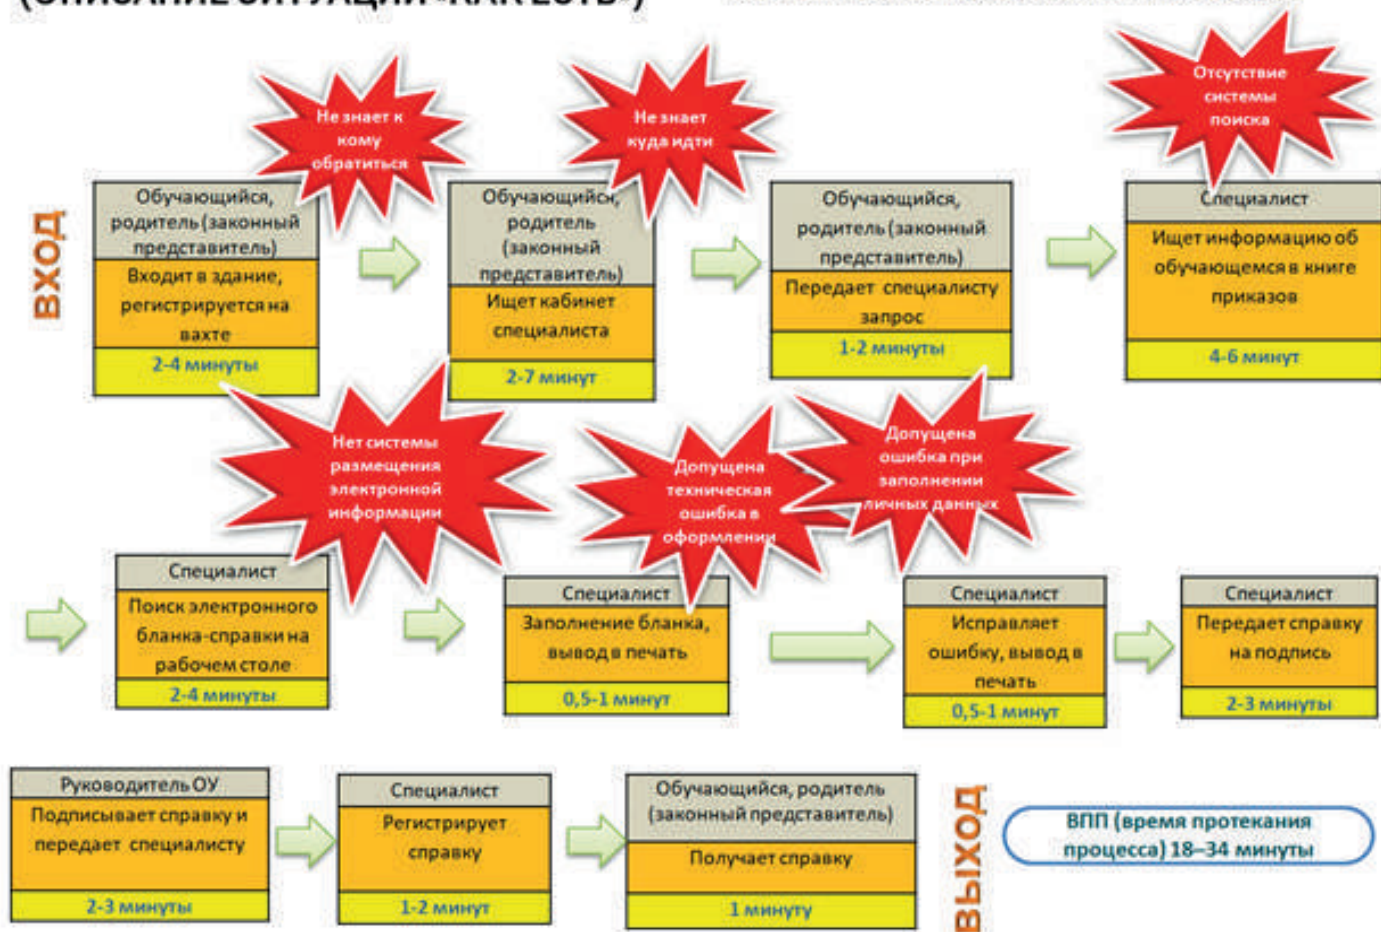 (ОПИСАНИЕ СИТУАЦИИ «КАК ЕСТЬ»)
Не знает к
кому
обратиться
Не знает
куда идти
Отсутствие
системы
поиска
ВХОД
Обучающийся,
родитель (законный
представитель)
Входит в здание,
регистрируется на
вахте
2-4 минуты
Обучающийся,
родитель
(законный
представитель)
Ищет кабинет
специалиста
2-7 минут
Обучающийся,
родитель (законный
представитель)
Передает специалисту
запрос
1-2 минуты
Специалист
Ищет информацию об
обучающемся в книге
приказов
4-6 минут
Нет системы
размещения
электронной
информации
Допущена
техническая
ошибка в
оформлении
Допущена
ошибка при
заполнении
личных данных
Специалист
Поиск электронного
бланка-справки на
рабочем столе
2-4 минуты
Специалист
Заполнение бланка,
вывод в печать
0,5-1 минут
Специалист
Исправляет
ошибку, вывод в
печать
0,5-1 минут
Специалист
Передает справку
на подпись
2-3 минуты
Руководитель ОУ
Подписывает справку и
передает специалисту
2-3 минуты
Специалист
Регистрирует
справку
1-2 минут
Обучающийся, родитель
(законный представитель)
Получает справку
1 минуту
ВЫХОД
ВПП (время протекания
процесса) 18–34 минуты